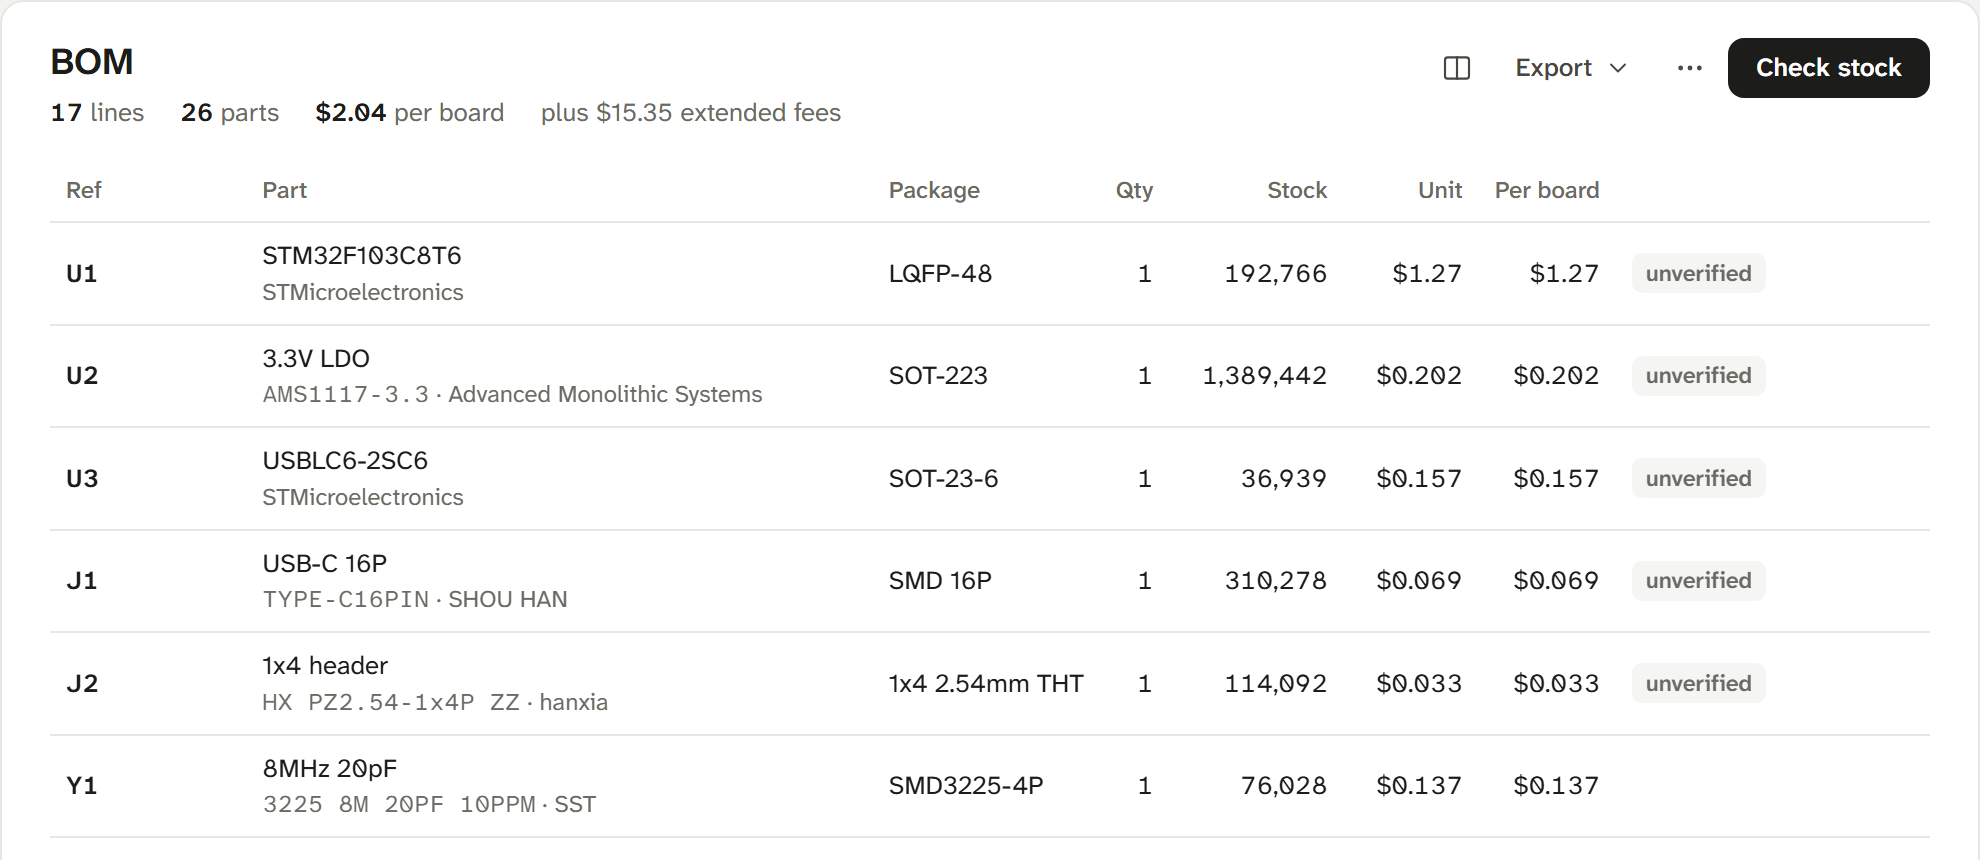 BOM
Export
Check stock
17 lines 26 parts $2.04 per board plus $15.35 extended fees
Ref Part Package Qty Stock Unit Per board
STM32F103C8T6
U1 LQFP-48 1 192,766 $1.27 $1.27 unverified
STMicroelectronics
3.3V LDO
U2 SOT-223 1 1,389,442 $0.202 $0.202 unverified
AMS1117-3.3 · Advanced Monolithic Systems
USBLC6-2SC6
U3 SOT-23-6 1 36,939 $0.157 $0.157 unverified
STMicroelectronics
USB-C 16P
J1 SMD 16P 1 310,278 $0.069 $0.069 unverified
TYPE-C16PIN · SHOU HAN
1x4 header
J2 1x4 2.54mm THT 1 114,092 $0.033 $0.033 unverified
HX PZ2.54-1x4P ZZ · hanxia
8MHz 20pF
Y1 SMD3225-4P 1 76,028 $0.137 $0.137
3225 8M 20PF 10PPM · SST